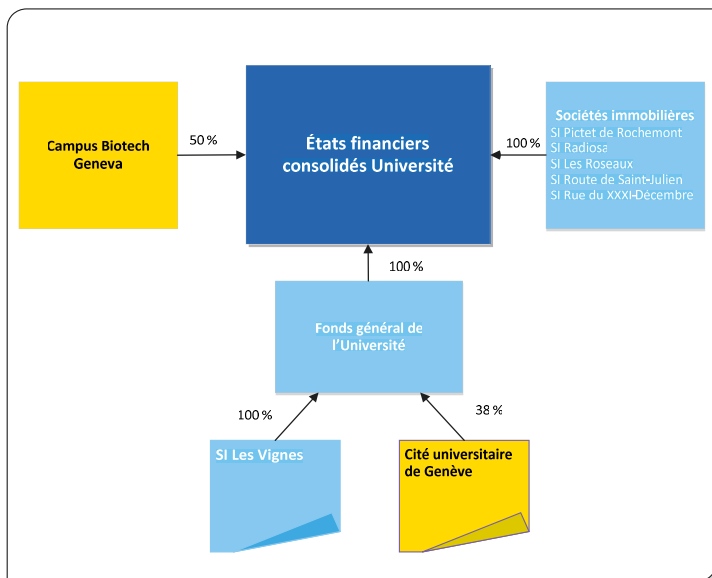 Campus Biotech
Geneva
50 %
États financiers
consolidés Université
100 %
Sociétés immobilières
SI Pictet de Rochemont
SI Radiosa
SI Les Roseaux
SI Route de Saint-Julien
SI Rue du XXXI-Décembre
100 %
Fonds général de
l'Université
100 %
38 %
SI Les Vignes
Cité universitaire
de Genève